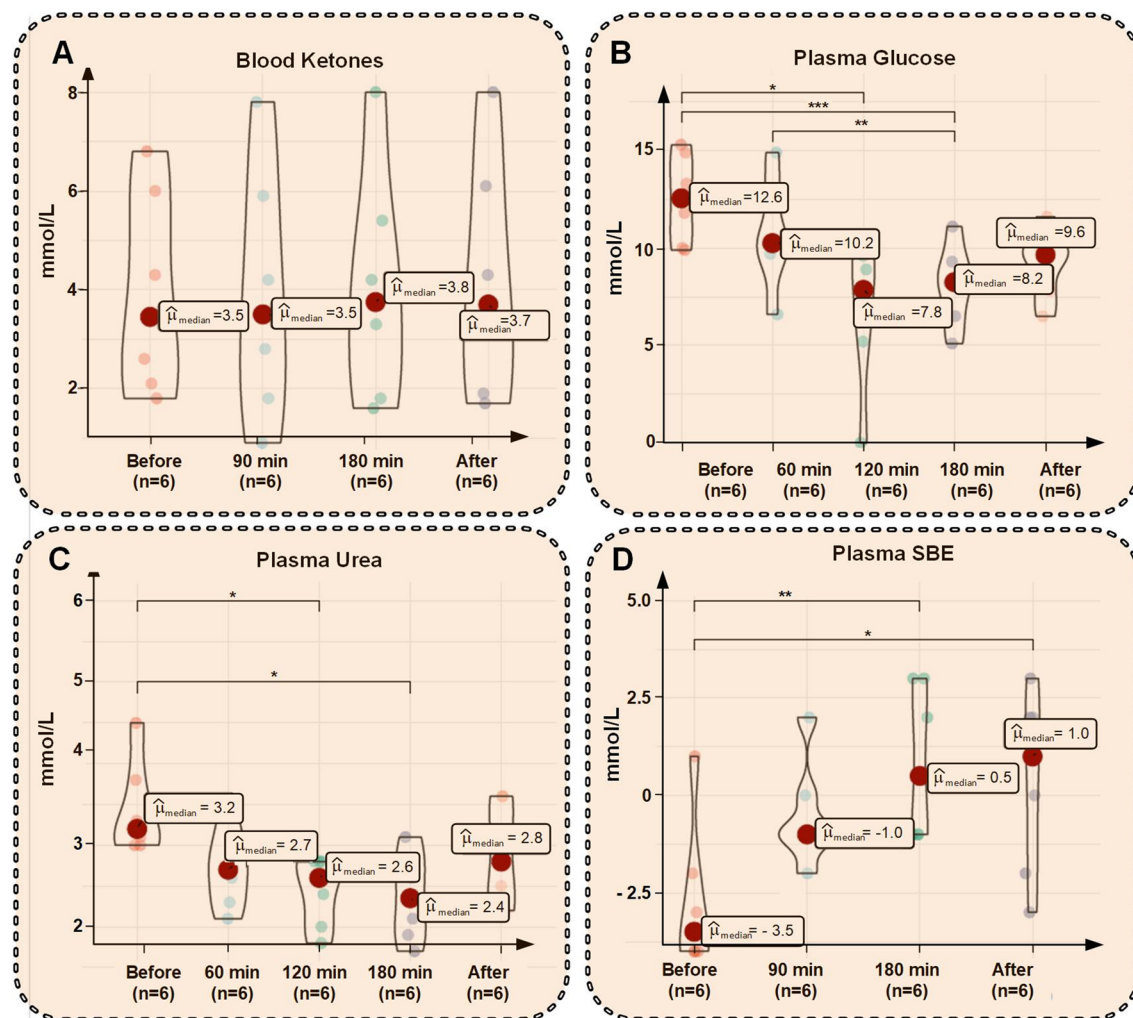 A
Blood Ketones
mmol/L
8
6
4
2
μ̂median=3.5
μ̂median=3.5
μ̂median=3.8
μ̂median=3.7
Before 90 min 180 min After
(n=6) (n=6) (n=6) (n=6)
B
Plasma Glucose
*
***
**
mmol/L
15
10
5
0
μ̂median=12.6
μ̂median=10.2
μ̂median=7.8
μ̂median=8.2
μ̂median=9.6
Before 60 min 120 min 180 min After
(n=6) (n=6) (n=6) (n=6) (n=6)
C
Plasma Urea
*
*
mmol/L
6
5
4
3
2
μ̂median= 3.2
μ̂median= 2.7
μ̂median= 2.6
μ̂median= 2.4
μ̂median= 2.8
Before 60 min 120 min 180 min After
(n=6) (n=6) (n=6) (n=6) (n=6)
D
Plasma SBE
**
*
mmol/L
5.0
2.5
0
- 2.5
μ̂median= - 3.5
μ̂median= -1.0
μ̂median= 0.5
μ̂median= 1.0
Before 90 min 180 min After
(n=6) (n=6) (n=6) (n=6)